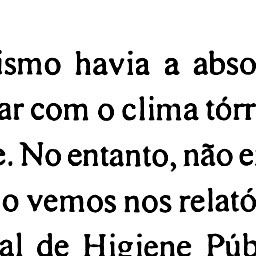 ismo havia a abso
ar com o clima tórr
e. No entanto, não e
o vemos nos relató
al de Higiene Púb